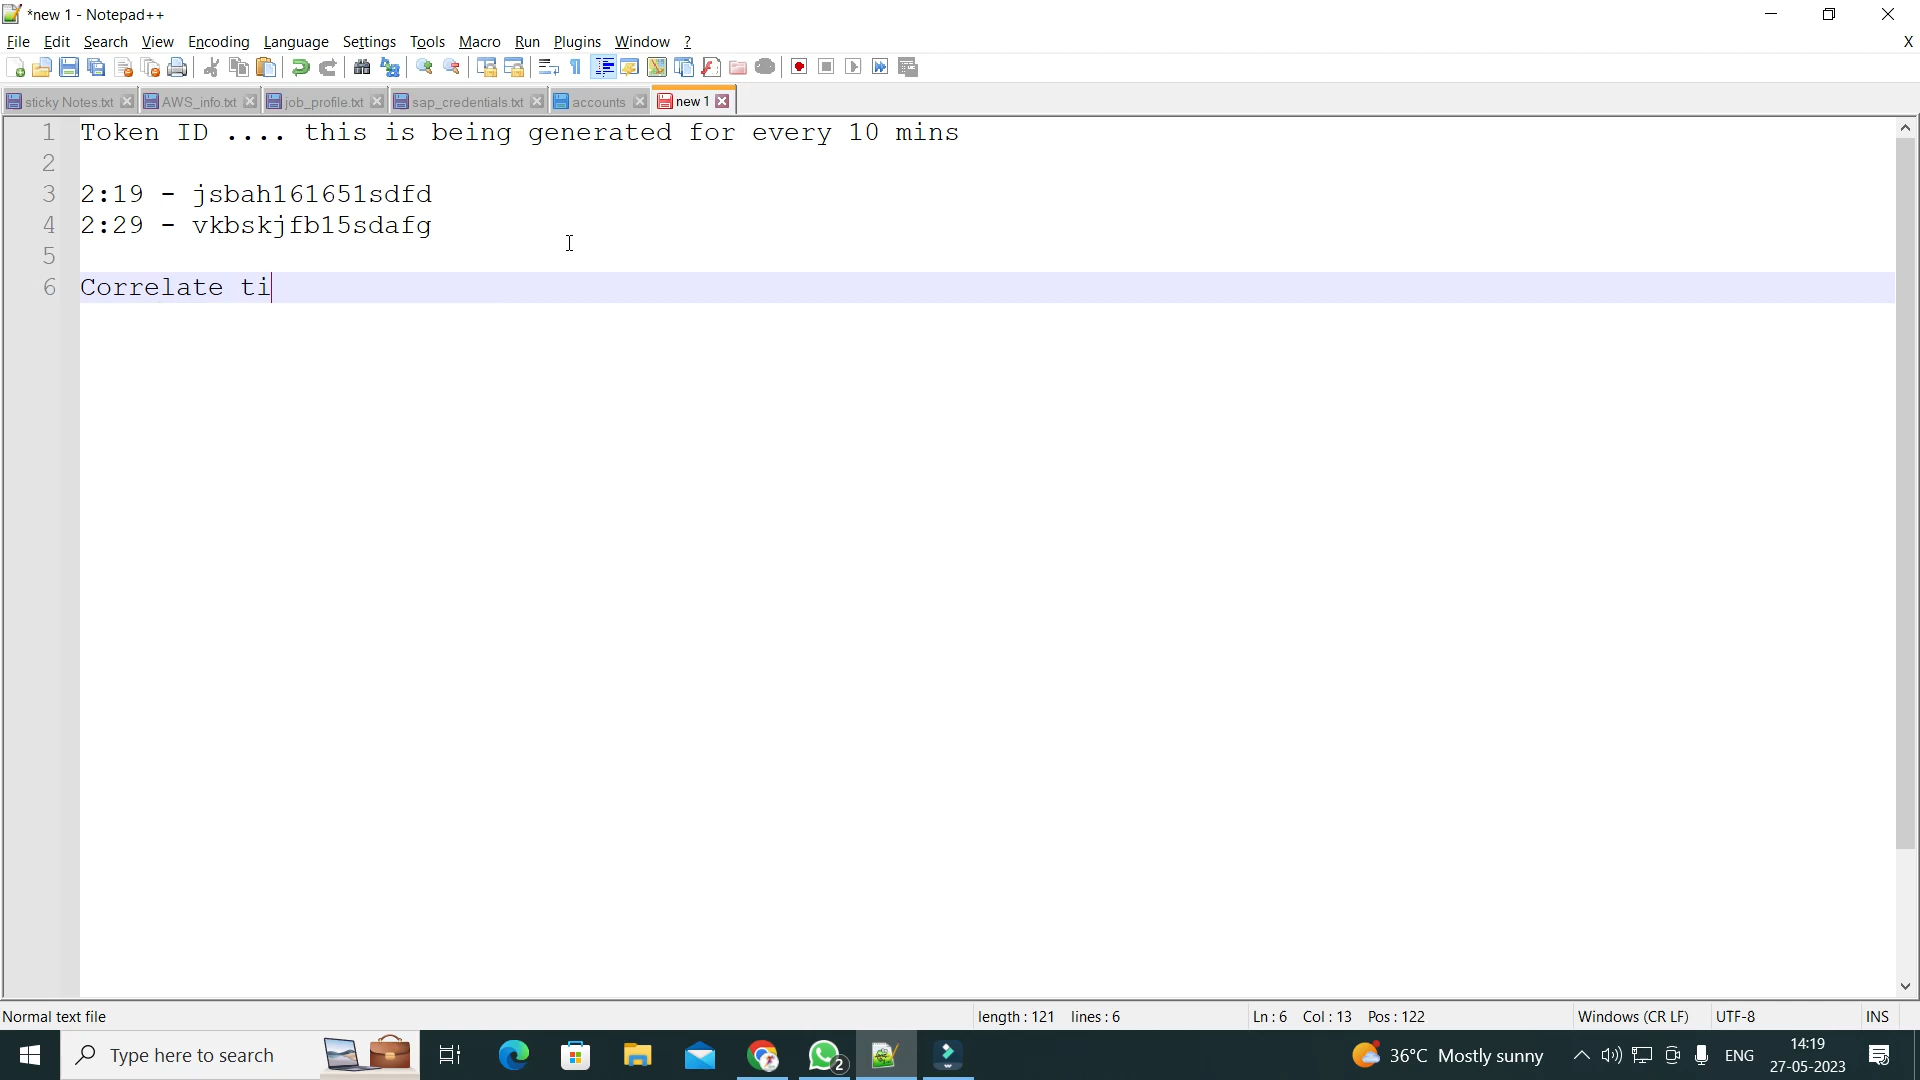 *new 1 - Notepad++
File Edit Search View Encoding Language Settings Tools Macro Run Plugins Window ? X
sticky Notes.txt AWS_info.txt job_profile.txt sap_credentials.txt accounts new 1
1 Token ID .... this is being generated for every 10 mins
2
3 2:19 - jsbah161651sdfd
4 2:29 - vkbskjfb15sdafg
5
6 Correlate ti
Normal text file length : 121 lines : 6 Ln : 6 Col : 13 Pos : 122 Windows (CR LF) UTF-8 INS
Type here to search 2 36°C Mostly sunny ENG 14:19
27-05-2023